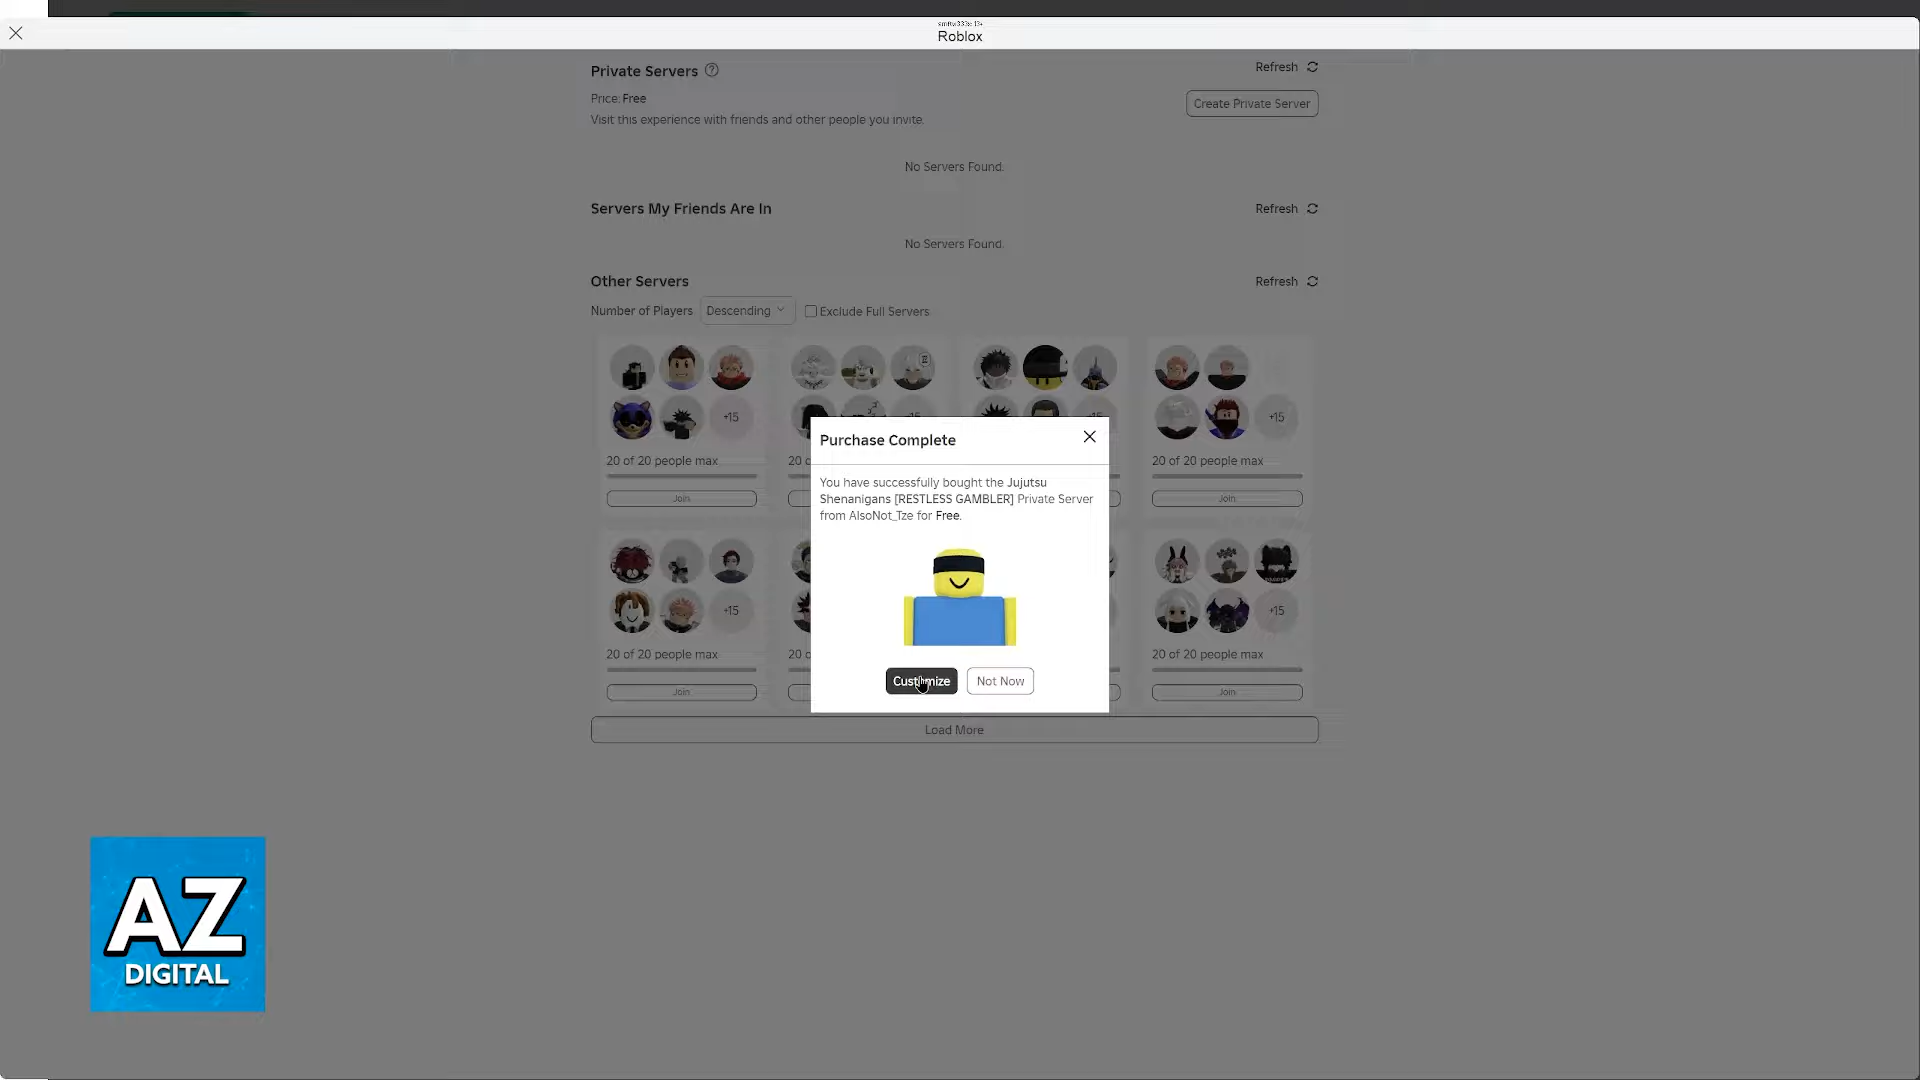 Roblox
Private Servers
Refresh
Price: Free
Create Private Server
Visit this experience with friends and other people you invite.
No Servers Found.
Servers My Friends Are In
Refresh
No Servers Found.
Other Servers
Refresh
Number of Players
Descending
Exclude Full Servers
+15
+15
+15
+15
20 of 20 people max
20 of 20 people max
Join
Join
Purchase Complete
You have successfully bought the Jujutsu
Shenanigans [RESTLESS GAMBLER] Private Server
from AlsoNot_Tze for Free.
+15
+15
20 of 20 people max
20 of 20 people max
Join
Join
Customize
Not Now
Load More
AZ
DIGITAL